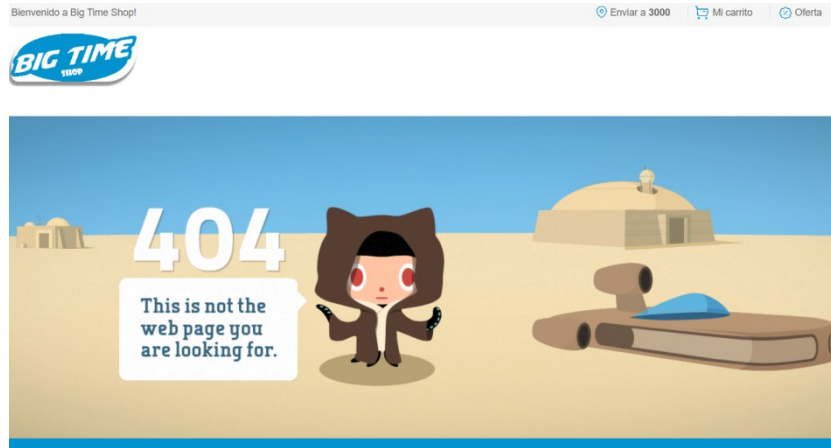 Bienvenido a Big Time Shop!
Enviar a 3000
Mi carrito
Oferta
BIG TIME
SHOP
404
This is not the
web page you
are looking for.